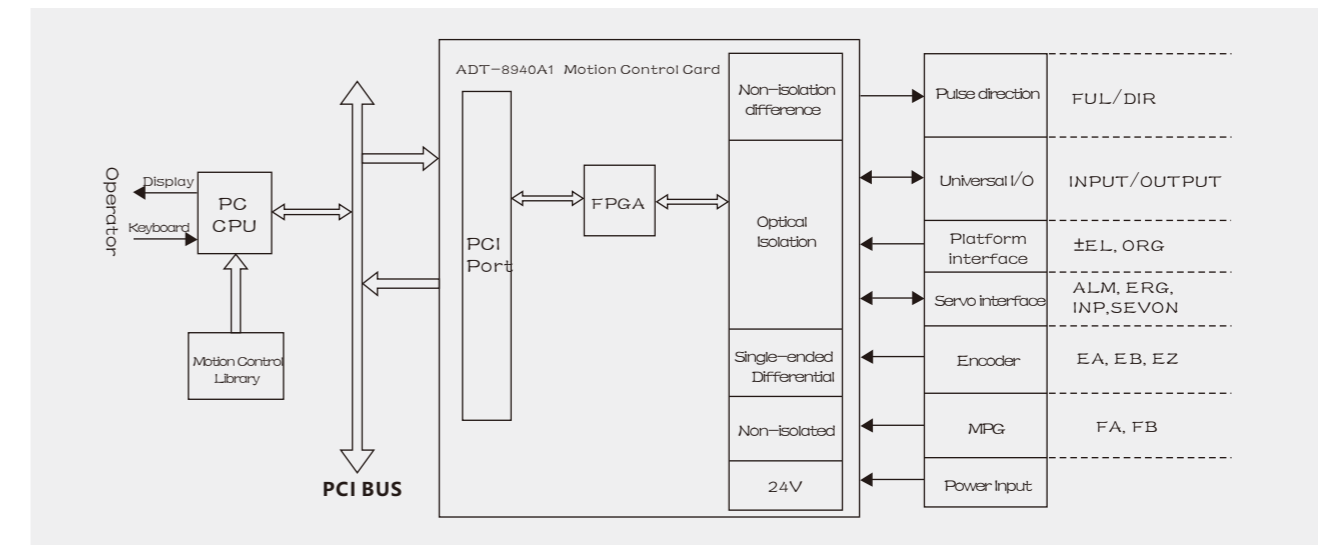 Operator
Display
Keyboard
PC
CPU
Motion Control
Library
PCI BUS
ADT-8940A1 Motion Control Card
PCI
Port
FPGA
Non-isolation
difference
Optical
Isolation
Single-ended
Differential
Non-isolated
24V
Pulse direction
FUL/DIR
Universal I/O
INPUT/OUTPUT
Platform
interface
±EL, ORG
Servo interface
ALM, ERG,
INP,SEVON
Encoder
EA, EB, EZ
MPG
FA, FB
Power Input